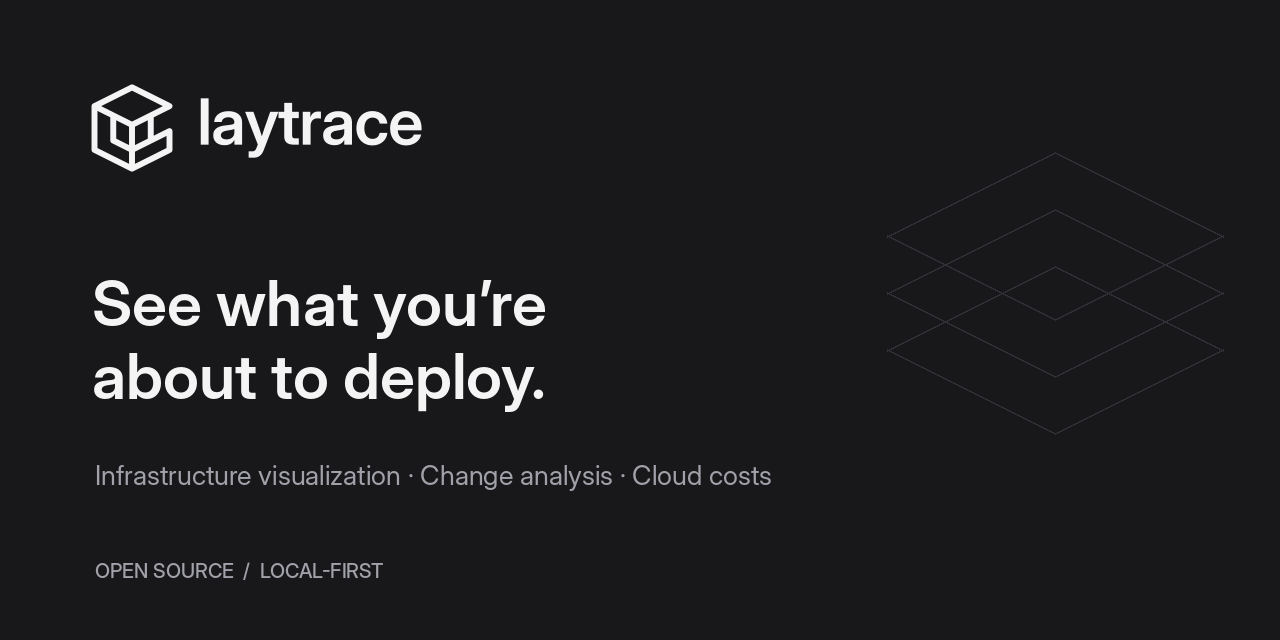 laytrace
See what you’re
about to deploy.
Infrastructure visualization · Change analysis · Cloud costs
OPEN SOURCE / LOCAL-FIRST